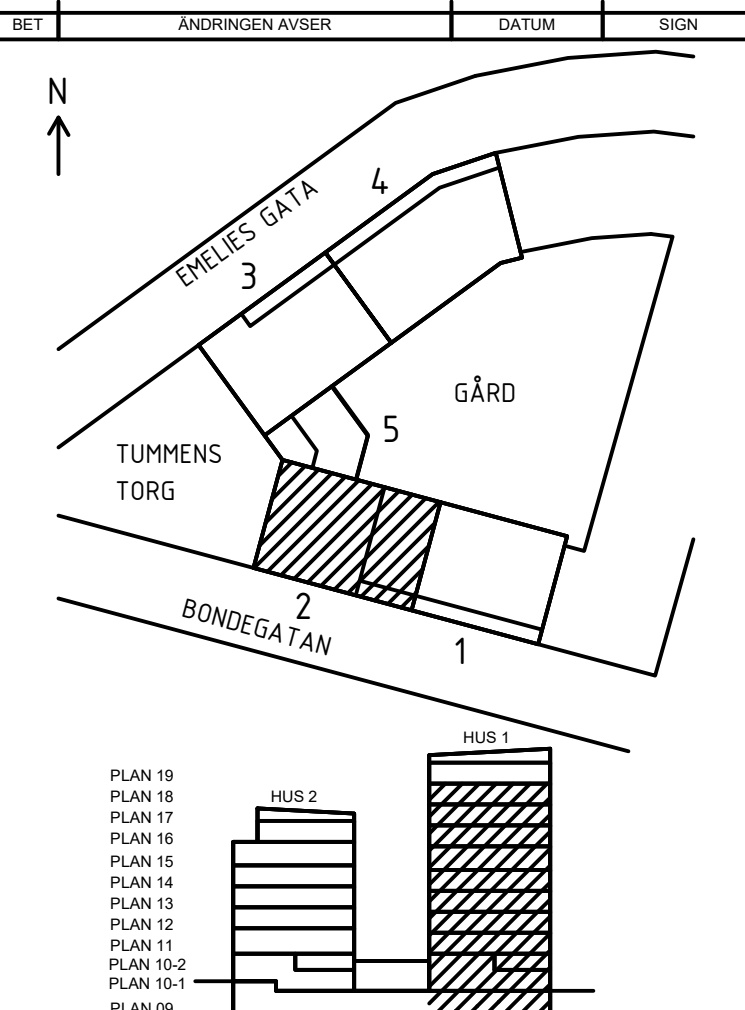 BET ÄNDRINGEN AVSER DATUM SIGN
N
4
EMELIES GATA
3
GÅRD
5
TUMMENS
TORG
2
BONDEGATAN
1
HUS 1
PLAN 19
PLAN 18
HUS 2
PLAN 17
PLAN 16
PLAN 15
PLAN 14
PLAN 13
PLAN 12
PLAN 11
PLAN 10-2
PLAN 10-1
PLAN 09